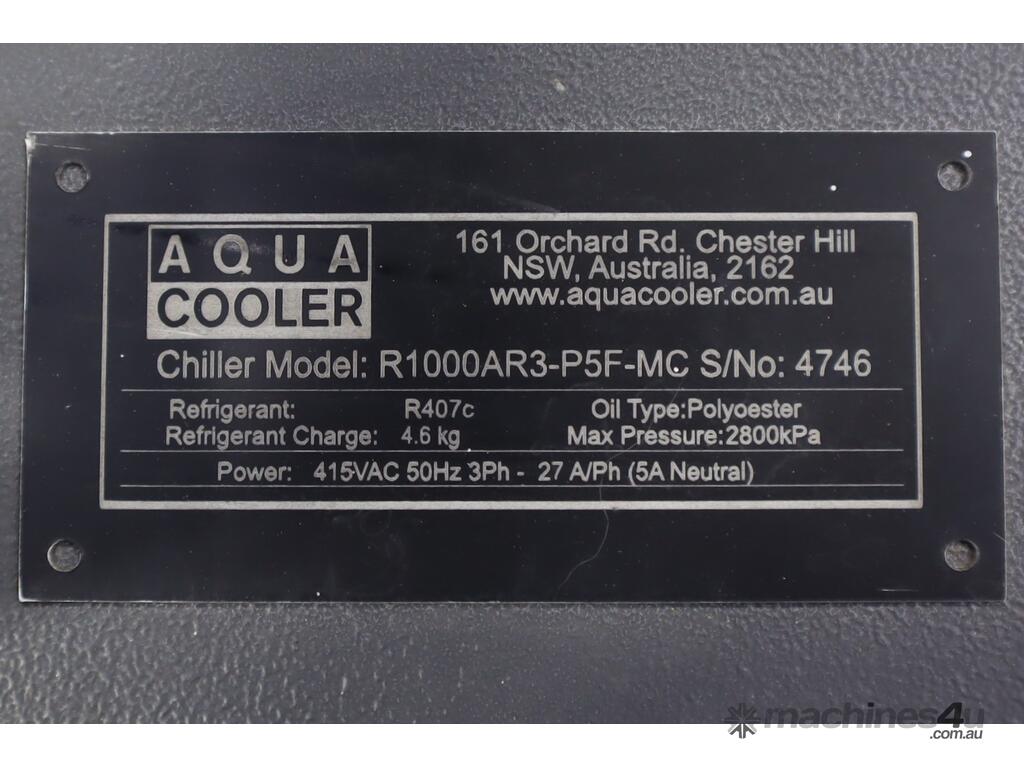 AQUA
COOLER
161 Orchard Rd. Chester Hill
NSW, Australia, 2162
www.aquacooler.com.au
Chiller Model: R1000AR3-P5F-MC S/No: 4746
Refrigerant: R407c Oil Type:Polyoester
Refrigerant Charge: 4.6 kg Max Pressure:2800kPa
Power: 415VAC 50Hz 3Ph - 27 A/Ph (5A Neutral)
machines4u
.com.au